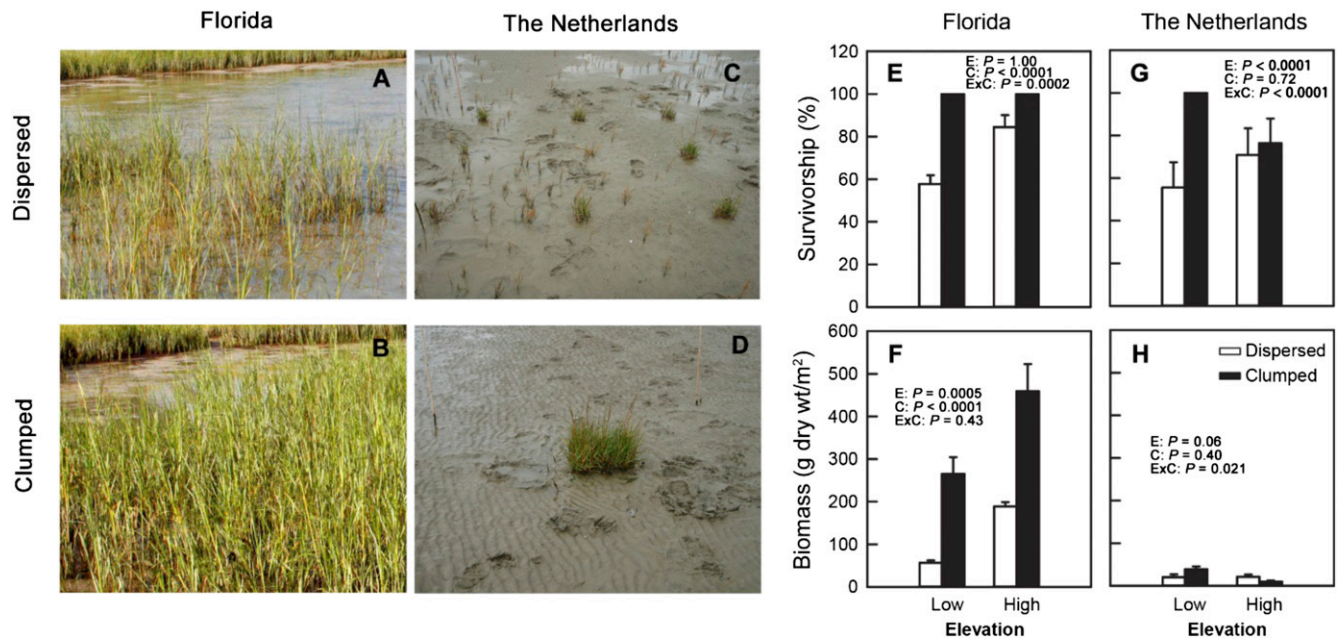 Florida
The Netherlands
Dispersed
Clumped
A
C
B
D
Florida
The Netherlands
Survivorship (%)
120
100
80
60
40
20
0
E
E: P = 1.00
C: P < 0.0001
ExC: P = 0.0002
G
E: P < 0.0001
C: P = 0.72
ExC: P < 0.0001
Biomass (g dry wt/m²)
600
500
400
300
200
100
0
F
E: P = 0.0005
C: P < 0.0001
ExC: P = 0.43
H
Dispersed
Clumped
E: P = 0.06
C: P = 0.40
ExC: P = 0.021
Low High
Elevation
Low High
Elevation